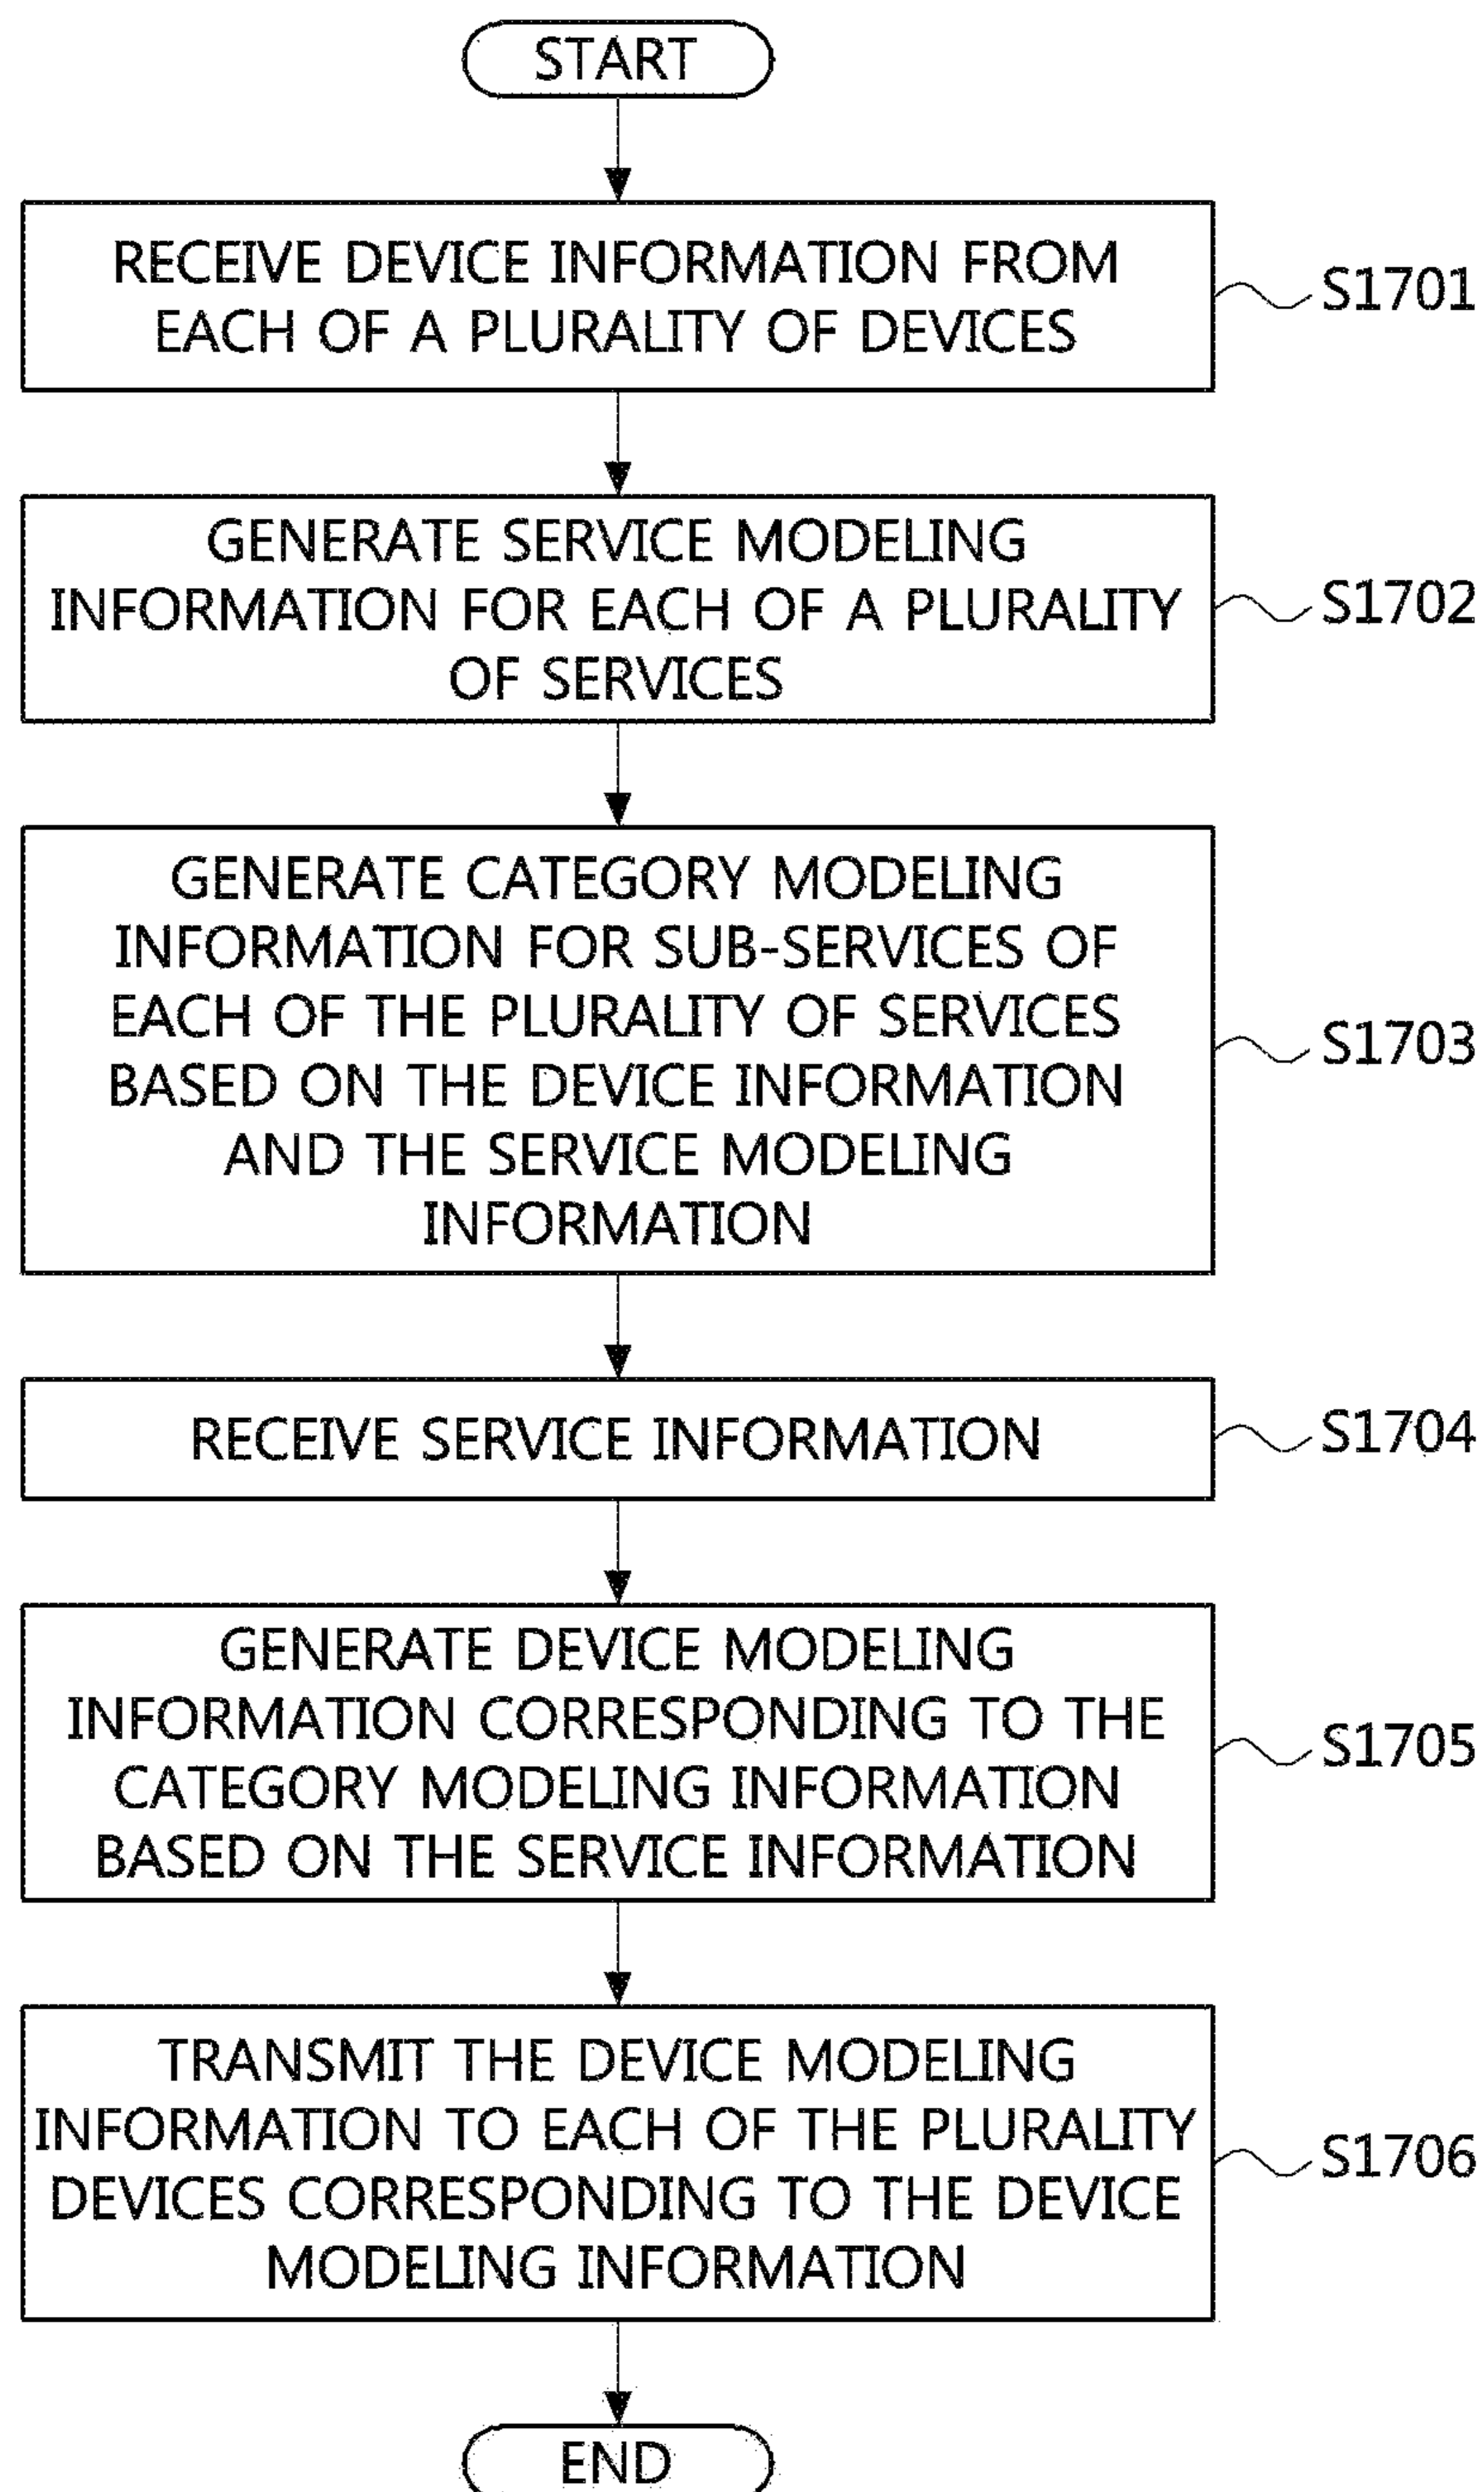 START
RECEIVE DEVICE INFORMATION FROM
EACH OF A PLURALITY OF DEVICES
S1701
GENERATE SERVICE MODELING
INFORMATION FOR EACH OF A PLURALITY
OF SERVICES
S1702
GENERATE CATEGORY MODELING
INFORMATION FOR SUB-SERVICES OF
EACH OF THE PLURALITY OF SERVICES
BASED ON THE DEVICE INFORMATION
AND THE SERVICE MODELING
INFORMATION
S1703
RECEIVE SERVICE INFORMATION
S1704
GENERATE DEVICE MODELING
INFORMATION CORRESPONDING TO THE
CATEGORY MODELING INFORMATION
BASED ON THE SERVICE INFORMATION
S1705
TRANSMIT THE DEVICE MODELING
INFORMATION TO EACH OF THE PLURALITY
DEVICES CORRESPONDING TO THE DEVICE
MODELING INFORMATION
S1706
END